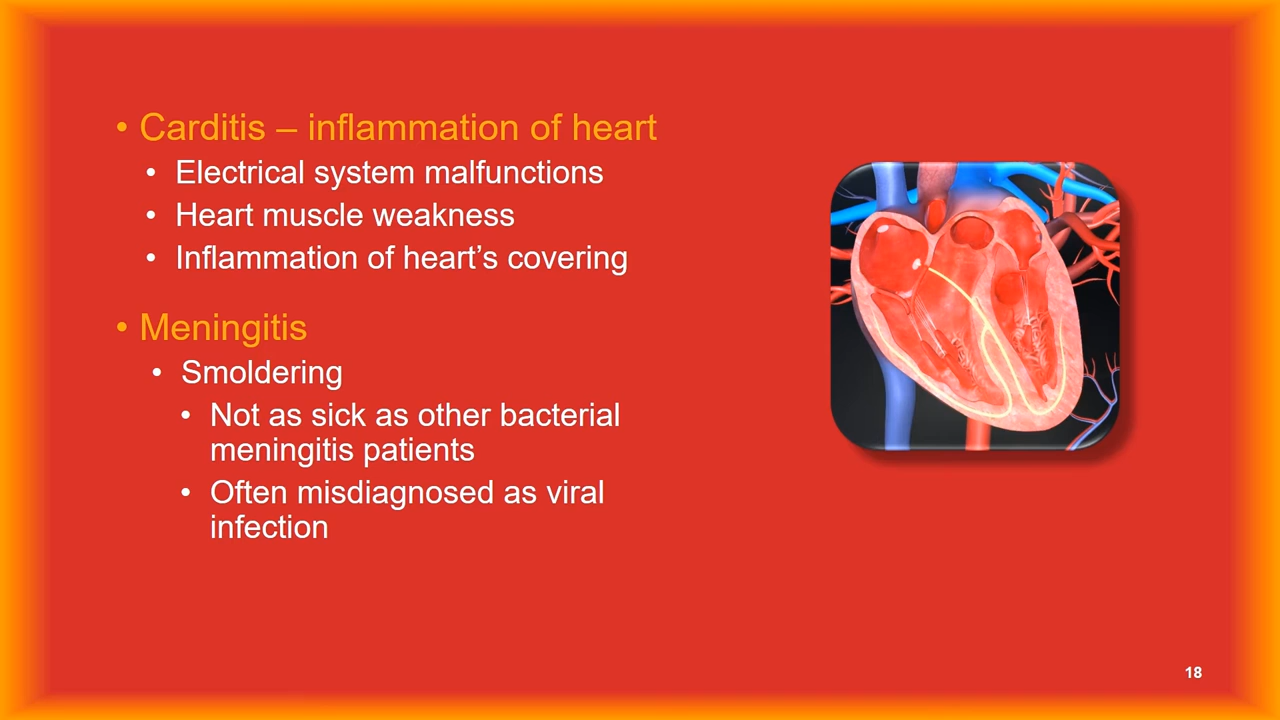 • Carditis – inflammation of heart
• Electrical system malfunctions
• Heart muscle weakness
• Inflammation of heart’s covering
• Meningitis
• Smoldering
• Not as sick as other bacterial
meningitis patients
• Often misdiagnosed as viral
infection
18